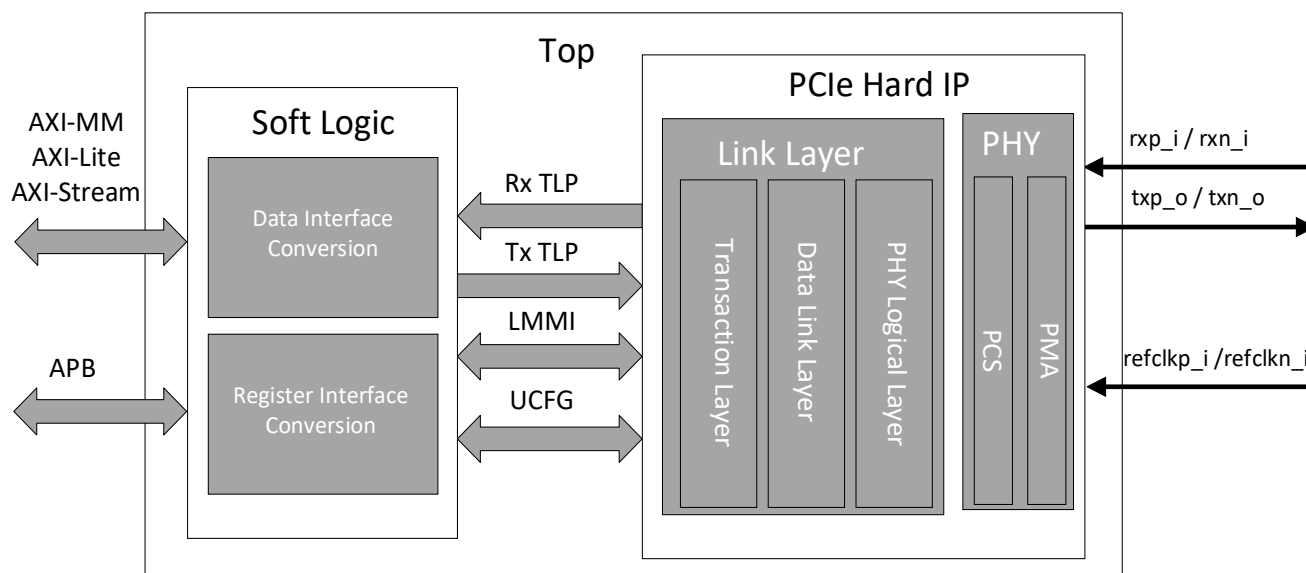 Top
AXI-MM
AXI-Lite
AXI-Stream
APB
Soft Logic
Data Interface
Conversion
Register Interface
Conversion
Rx TLP
Tx TLP
LMMI
UCFG
PCIe Hard IP
Link Layer
Transaction Layer
Data Link Layer
PHY Logical Layer
PHY
PCS
PMA
rxp_i / rxn_i
txp_o / txn_o
refclkp_i /refclkn_i